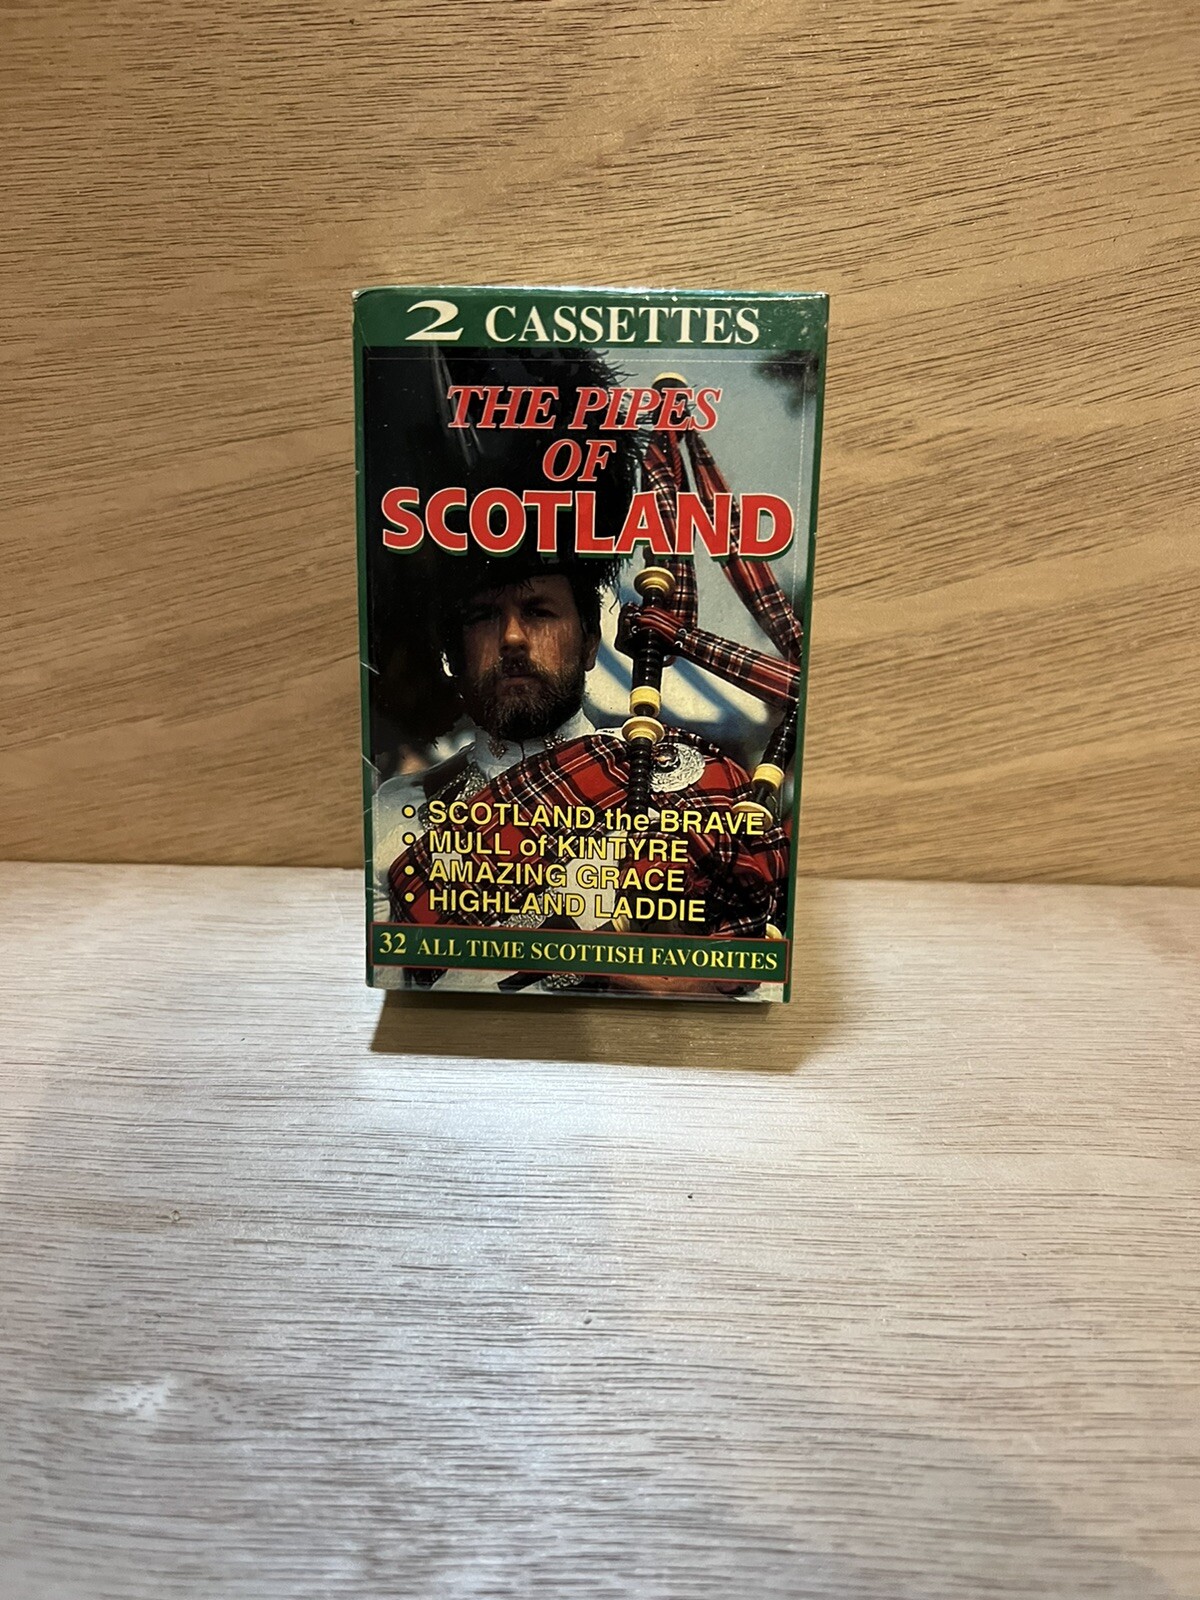 2 CASSETTES
THE PIPES
OF
SCOTLAND
• SCOTLAND the BRAVE
• MULL of KINTYRE
• AMAZING GRACE
• HIGHLAND LADDIE
32 ALL TIME SCOTTISH FAVORITES